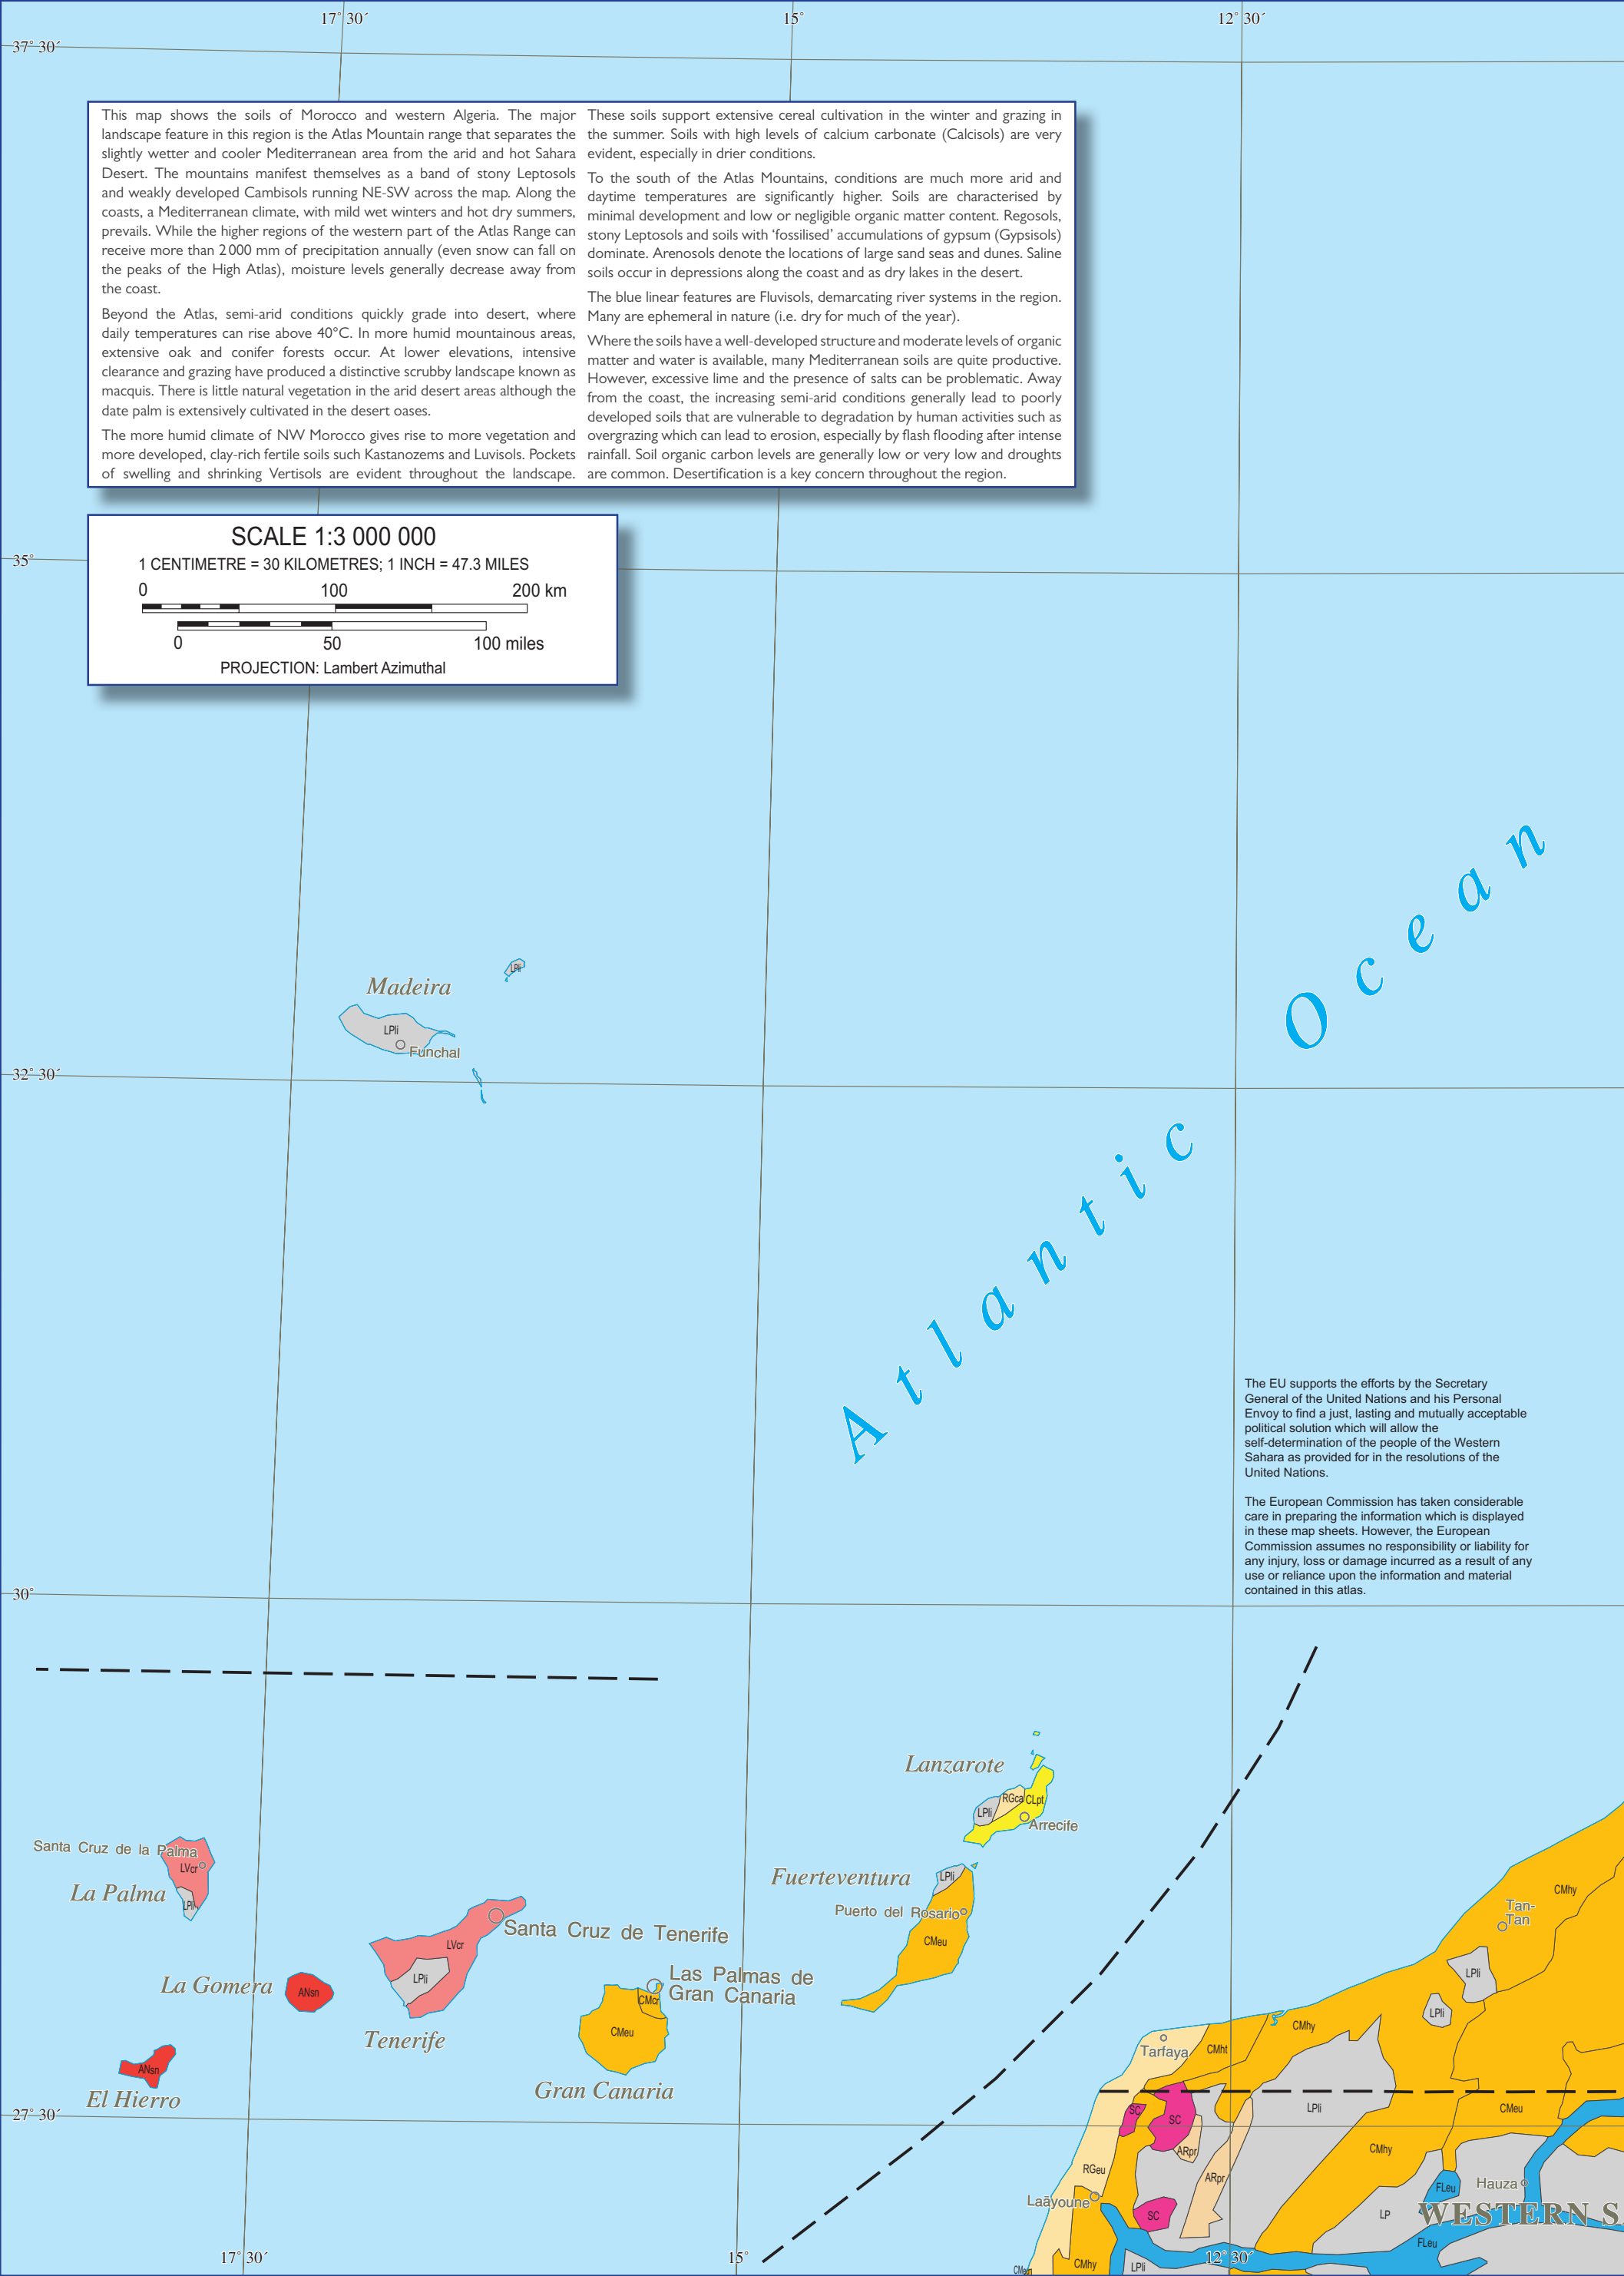 17° 30´
15°
12° 30´
37° 30´
This map shows the soils of Morocco and western Algeria. The major
landscape feature in this region is the Atlas Mountain range that separates the
slightly wetter and cooler Mediterranean area from the arid and hot Sahara
Desert. The mountains manifest themselves as a band of stony Leptosols
and weakly developed Cambisols running NE-SW across the map. Along the
coasts, a Mediterranean climate, with mild wet winters and hot dry summers,
prevails. While the higher regions of the western part of the Atlas Range can
receive more than 2 000 mm of precipitation annually (even snow can fall on
the peaks of the High Atlas), moisture levels generally decrease away from
the coast.
Beyond the Atlas, semi-arid conditions quickly grade into desert, where
daily temperatures can rise above 40°C. In more humid mountainous areas,
extensive oak and conifer forests occur. At lower elevations, intensive
clearance and grazing have produced a distinctive scrubby landscape known as
macquis. There is little natural vegetation in the arid desert areas although the
date palm is extensively cultivated in the desert oases.
The more humid climate of NW Morocco gives rise to more vegetation and
more developed, clay-rich fertile soils such Kastanozems and Luvisols. Pockets
of swelling and shrinking Vertisols are evident throughout the landscape.
These soils support extensive cereal cultivation in the winter and grazing in
the summer. Soils with high levels of calcium carbonate (Calcisols) are very
evident, especially in drier conditions.
To the south of the Atlas Mountains, conditions are much more arid and
daytime temperatures are significantly higher. Soils are characterised by
minimal development and low or negligible organic matter content. Regosols,
stony Leptosols and soils with ‘fossilised’ accumulations of gypsum (Gypsisols)
dominate. Arenosols denote the locations of large sand seas and dunes. Saline
soils occur in depressions along the coast and as dry lakes in the desert.
The blue linear features are Fluvisols, demarcating river systems in the region.
Many are ephemeral in nature (i.e. dry for much of the year).
Where the soils have a well-developed structure and moderate levels of organic
matter and water is available, many Mediterranean soils are quite productive.
However, excessive lime and the presence of salts can be problematic. Away
from the coast, the increasing semi-arid conditions generally lead to poorly
developed soils that are vulnerable to degradation by human activities such as
overgrazing which can lead to erosion, especially by flash flooding after intense
rainfall. Soil organic carbon levels are generally low or very low and droughts
are common. Desertification is a key concern throughout the region.
SCALE 1:3 000 000
1 CENTIMETRE = 30 KILOMETRES; 1 INCH = 47.3 MILES
0 100 200 km
0 50 100 miles
PROJECTION: Lambert Azimuthal
35°
Atlantic Ocean
LPli
Madeira
LPli
Funchal
32° 30´
The EU supports the efforts by the Secretary
General of the United Nations and his Personal
Envoy to find a just, lasting and mutually acceptable
political solution which will allow the
self-determination of the people of the Western
Sahara as provided for in the resolutions of the
United Nations.
The European Commission has taken considerable
care in preparing the information which is displayed
in these map sheets. However, the European
Commission assumes no responsibility or liability for
any injury, loss or damage incurred as a result of any
use or reliance upon the information and material
contained in this atlas.
30°
Lanzarote
RGca
CLpt
LPli
Arrecife
Santa Cruz de la Palma
LVcr
La Palma
LPli
Fuerteventura
LPli
Puerto del Rosario
CMeu
Santa Cruz de Tenerife
LVcr
LPli
Tenerife
La Gomera
ANsn
El Hierro
ANsn
Las Palmas de
Gran Canaria
CMcr
CMeu
Gran Canaria
CMhy
Tan-
Tan
LPli
LPli
CMhy
Tarfaya
CMht
27° 30´
SC
SC
ARpr
LPli
CMeu
CMhy
RGeu
ARpr
Laâyoune
SC
FLeu
Hauza
LP
WESTERN S
FLeu
CMhy
LPli
17° 30´
15°
12° 30´